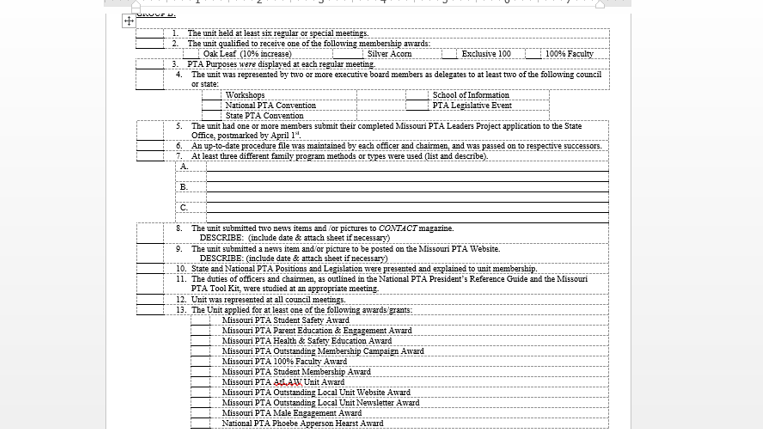 GROUP B:
1. The unit held at least six regular or special meetings.
2. The unit qualified to receive one of the following membership awards:
Oak Leaf (10% increase) Silver Acorn Exclusive 100 100% Faculty
3. PTA Purposes were displayed at each regular meeting.
4. The unit was represented by two or more executive board members as delegates to at least two of the following council
or state:
Workshops School of Information
National PTA Convention PTA Legislative Event
State PTA Convention
5. The unit had one or more members submit their completed Missouri PTA Leaders Project application to the State
Office, postmarked by April 1st.
6. An up-to-date procedure file was maintained by each officer and chairmen, and was passed on to respective successors.
7. At least three different family program methods or types were used (list and describe).
A.
B.
C.
8. The unit submitted two news items and /or pictures to CONTACT magazine.
DESCRIBE: (include date & attach sheet if necessary)
9. The unit submitted a news item and/or picture to be posted on the Missouri PTA Website.
DESCRIBE: (include date & attach sheet if necessary)
10. State and National PTA Positions and Legislation were presented and explained to unit membership.
11. The duties of officers and chairmen, as outlined in the National PTA President's Reference Guide and the Missouri
PTA Tool Kit, were studied at an appropriate meeting.
12. Unit was represented at all council meetings.
13. The Unit applied for at least one of the following awards/grants:
Missouri PTA Student Safety Award
Missouri PTA Parent Education & Engagement Award
Missouri PTA Health & Safety Education Award
Missouri PTA Outstanding Membership Campaign Award
Missouri PTA 100% Faculty Award
Missouri PTA Student Membership Award
Missouri PTA AtLAW Unit Award
Missouri PTA Outstanding Local Unit Website Award
Missouri PTA Outstanding Local Unit Newsletter Award
Missouri PTA Male Engagement Award
National PTA Phoebe Apperson Hearst Award